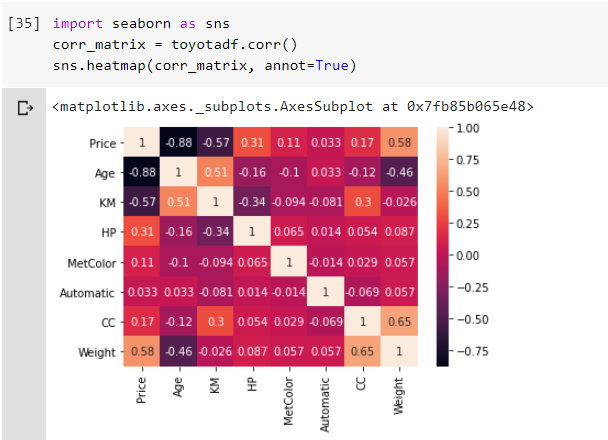 [35] import seaborn as sns
corr_matrix = toyotadf.corr()
sns.heatmap(corr_matrix, annot=True)
<matplotlib.axes._subplots.AxesSubplot at 0x7fb85b065e48>
Price 1 -0.88 -0.57 0.31 0.11 0.033 0.17 0.58
Age -0.88 1 0.51 -0.16 -0.1 0.033 -0.12 -0.46
KM -0.57 0.51 1 -0.34 -0.094 -0.081 0.3 -0.026
HP 0.31 -0.16 -0.34 1 0.065 0.014 0.054 0.087
MetColor 0.11 -0.1 -0.094 0.065 1 -0.014 0.029 0.057
Automatic 0.033 0.033 -0.081 0.014 -0.014 1 -0.069 0.057
CC 0.17 -0.12 0.3 0.054 0.029 -0.069 1 0.65
Weight 0.58 -0.46 -0.026 0.087 0.057 0.057 0.65 1
Price Age KM HP MetColor Automatic CC Weight
1.00
0.75
0.50
0.25
0.00
−0.25
−0.50
−0.75